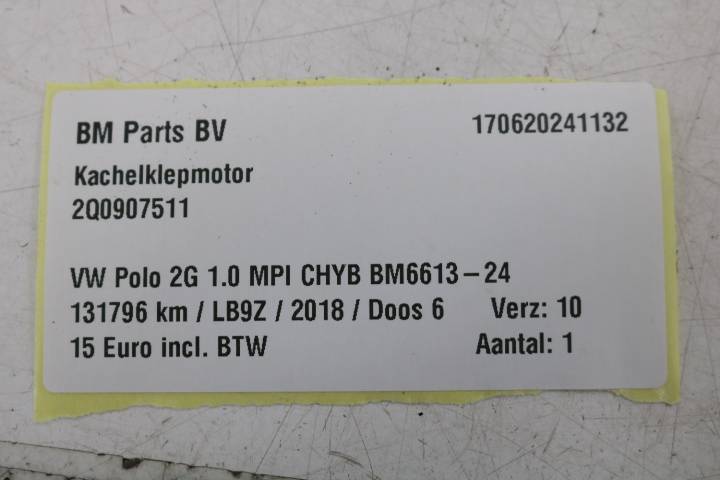 BM Parts BV 170620241132
Kachelklepmotor
2Q0907511
VW Polo 2G 1.0 MPI CHYB BM6613-24
131796 km / LB9Z / 2018 / Doos 6 Verz: 10
15 Euro incl. BTW Aantal: 1